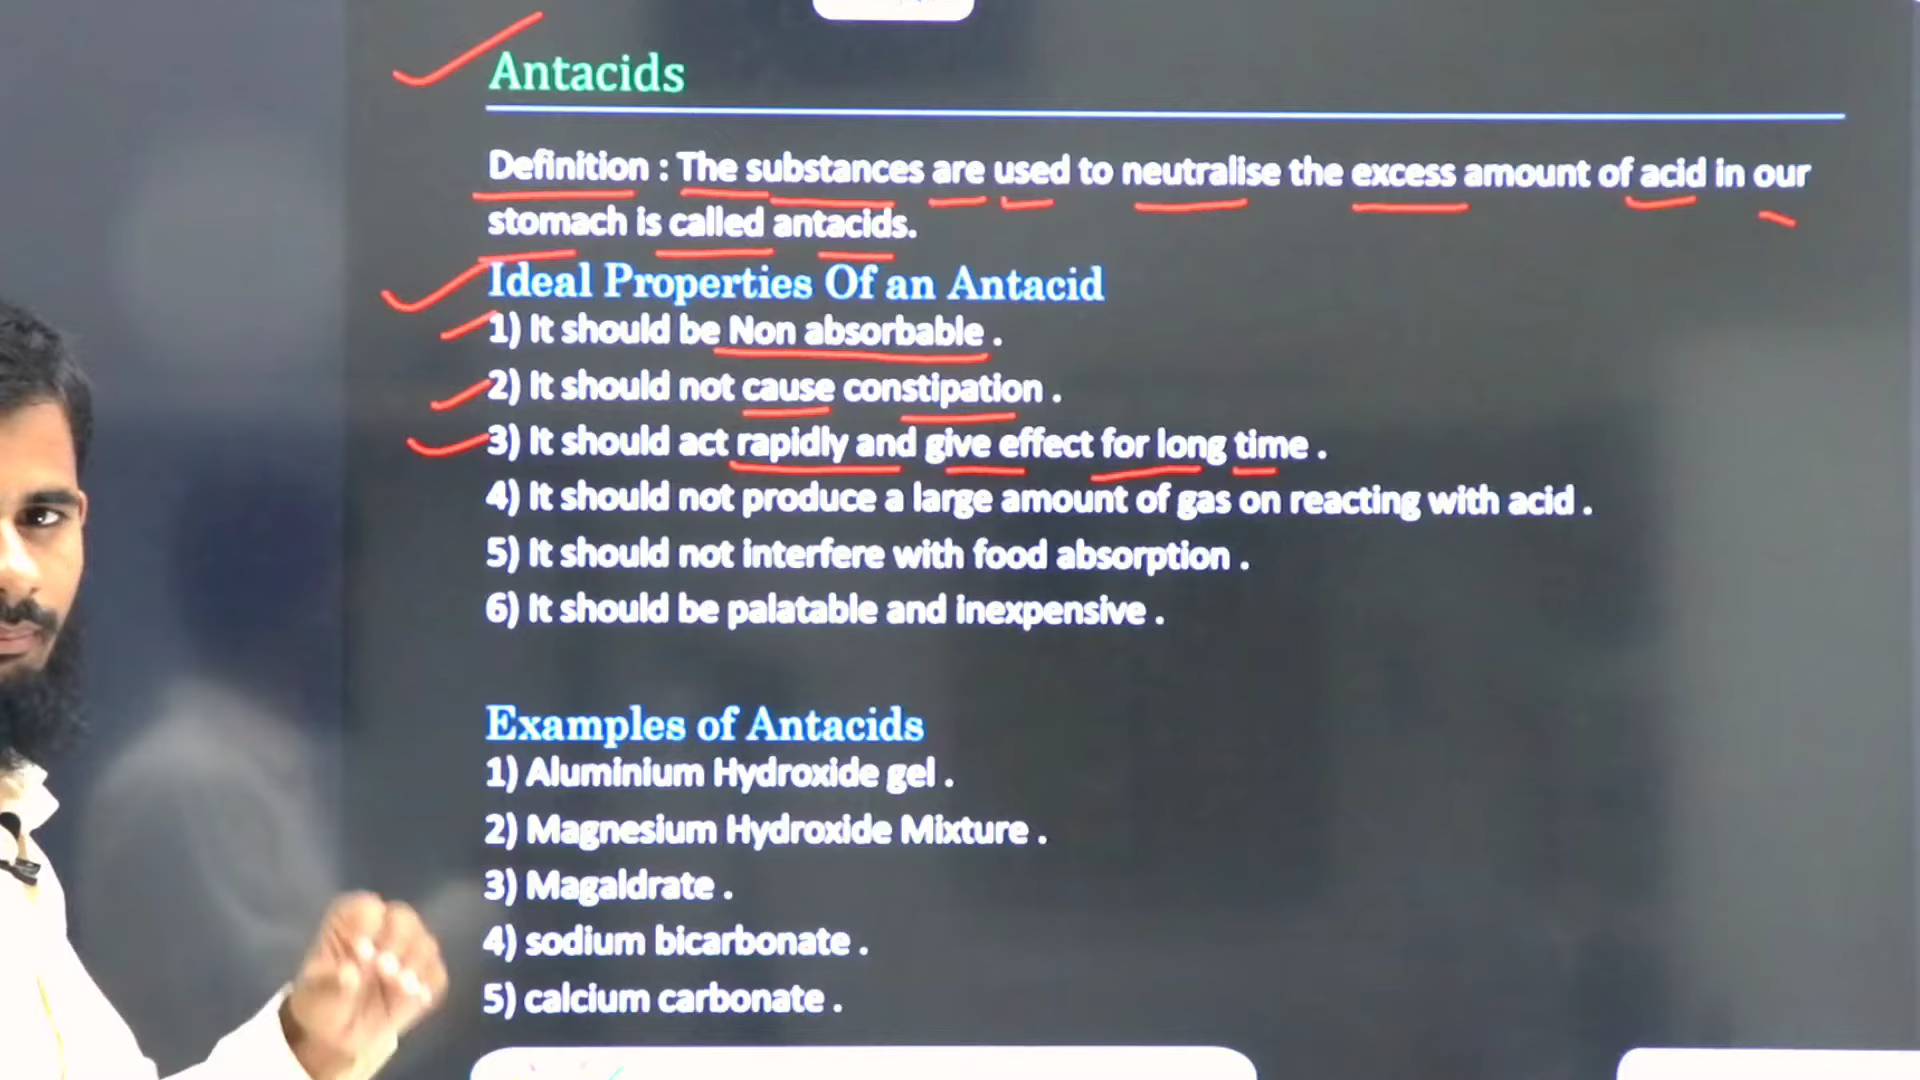 Antacids
Definition : The substances are used to neutralise the excess amount of acid in our
stomach is called antacids.
Ideal Properties Of an Antacid
1) It should be Non absorbable .
2) It should not cause constipation .
3) It should act rapidly and give effect for long time .
4) It should not produce a large amount of gas on reacting with acid .
5) It should not interfere with food absorption .
6) It should be palatable and inexpensive .
Examples of Antacids
1) Aluminium Hydroxide gel .
2) Magnesium Hydroxide Mixture .
3) Magaldrate .
4) sodium bicarbonate .
5) calcium carbonate .